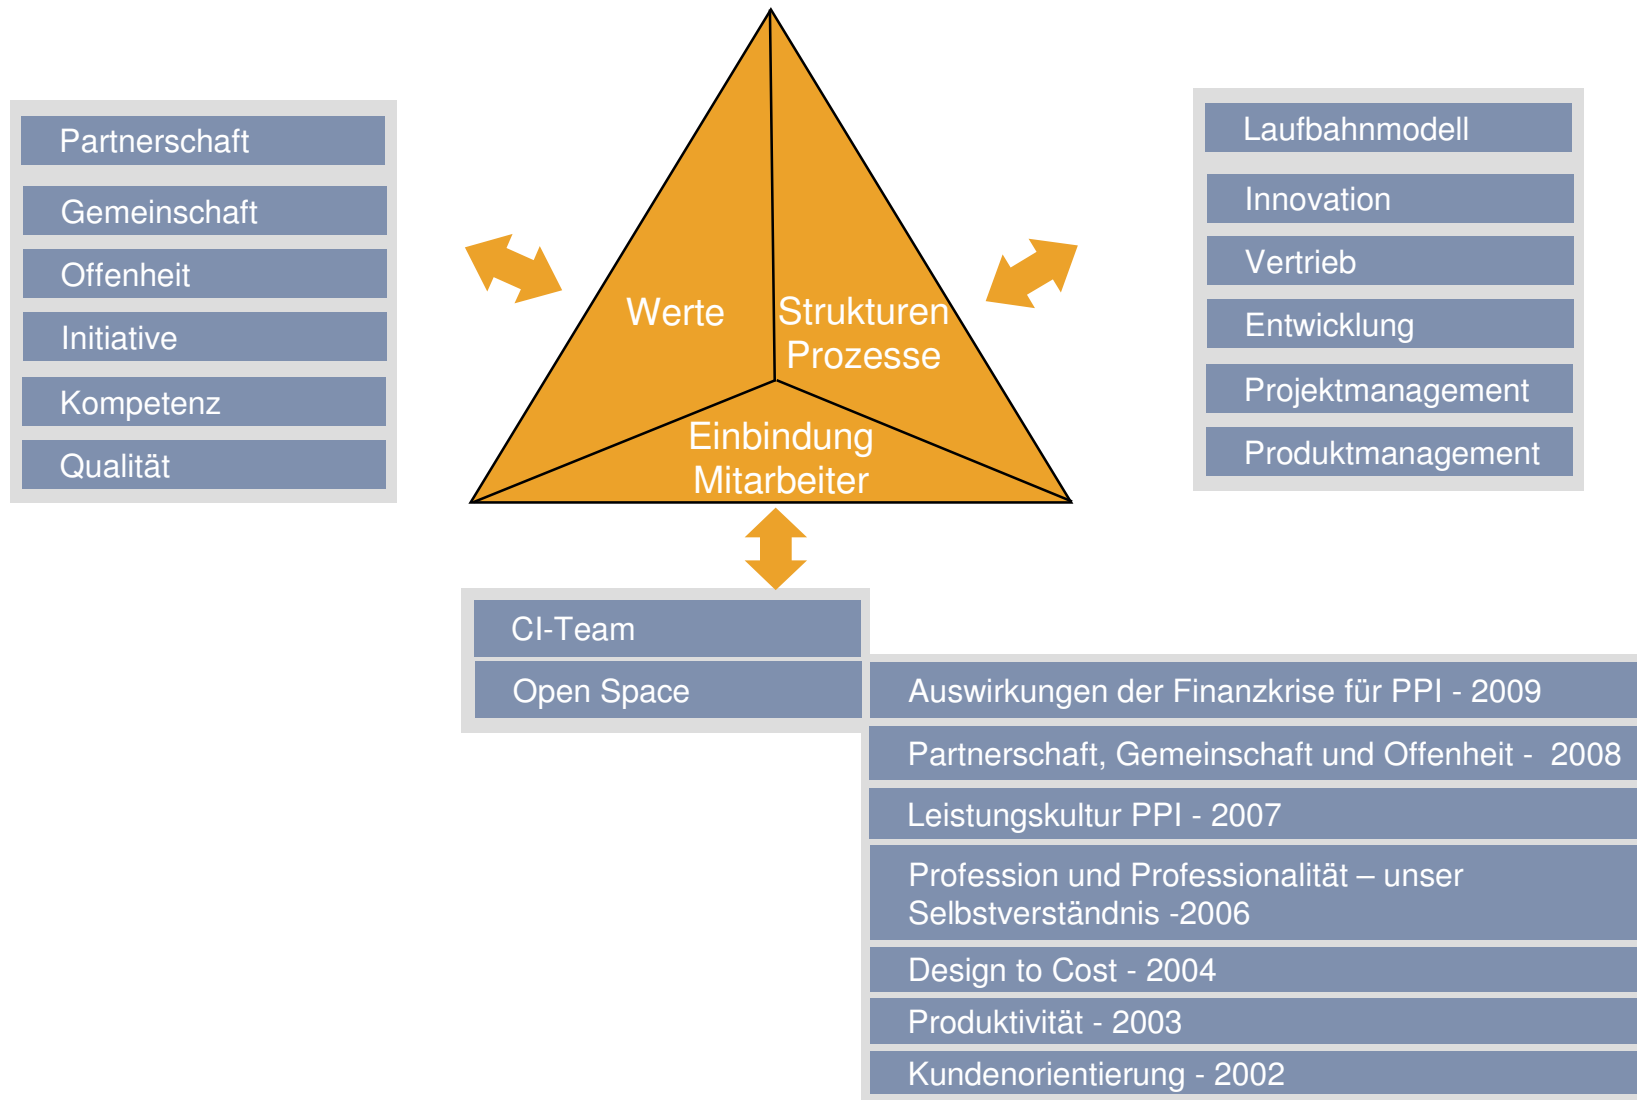 Partnerschaft
Gemeinschaft
Offenheit
Initiative
Kompetenz
Qualität
Werte
Strukturen
Prozesse
Einbindung
Mitarbeiter
Laufbahnmodell
Innovation
Vertrieb
Entwicklung
Projektmanagement
Produktmanagement
CI-Team
Open Space
Auswirkungen der Finanzkrise für PPI - 2009
Partnerschaft, Gemeinschaft und Offenheit -  2008
Leistungskultur PPI - 2007
Profession und Professionalität – unser
Selbstverständnis -2006
Design to Cost - 2004
Produktivität - 2003
Kundenorientierung - 2002